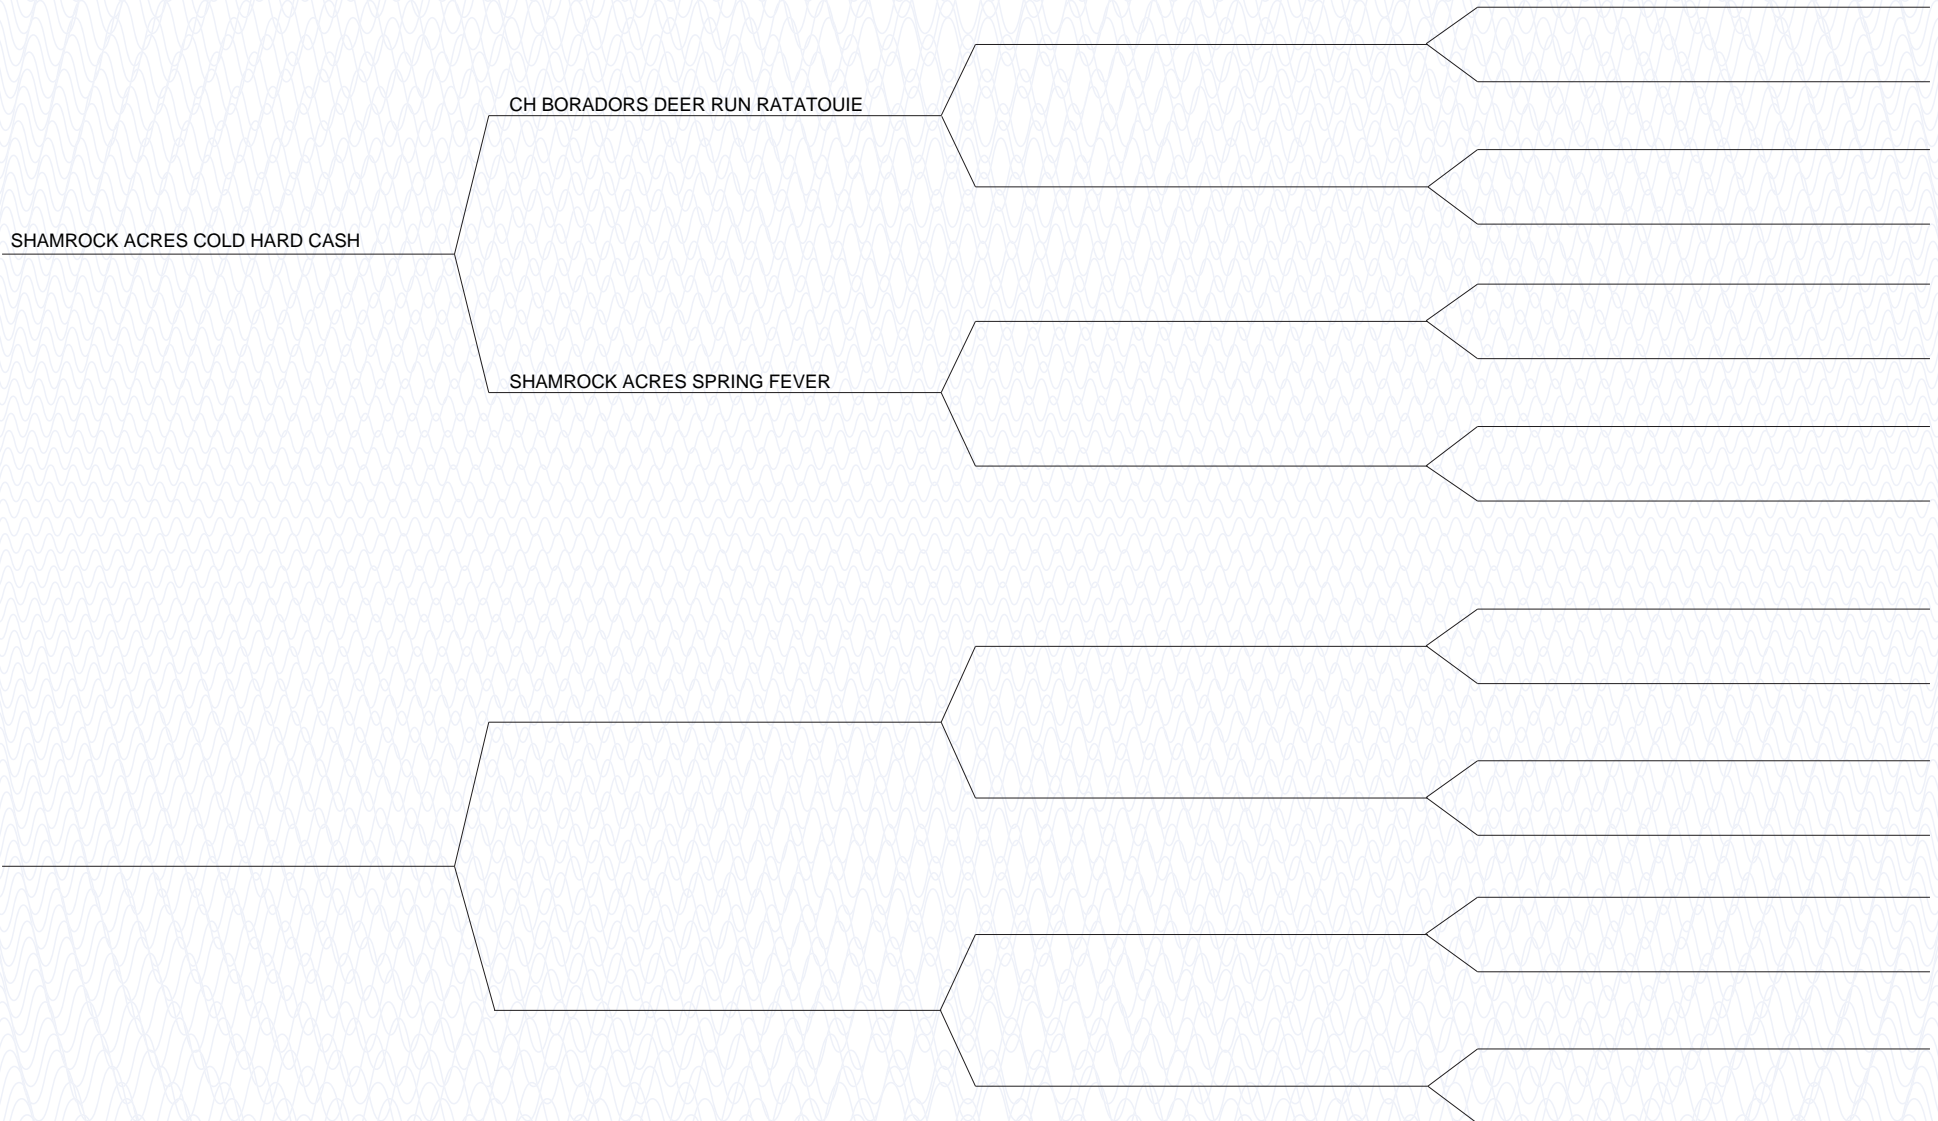 CH BORADORS DEER RUN RATATOUIE
SHAMROCK ACRES COLD HARD CASH
SHAMROCK ACRES SPRING FEVER